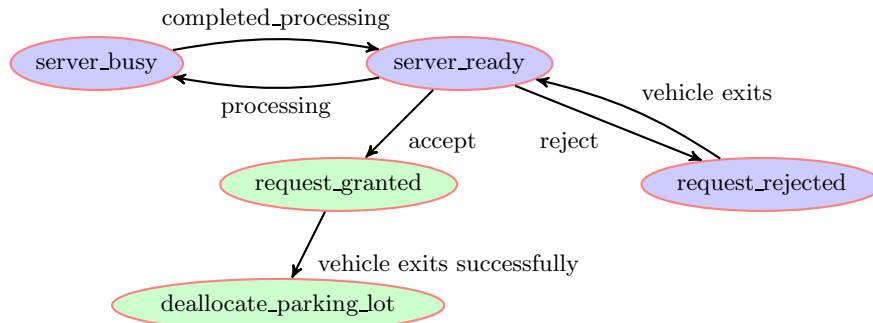 completed_processing
server_busy
server_ready
processing
vehicle exits
accept
reject
request_granted
request_rejected
vehicle exits successfully
deallocate_parking_lot